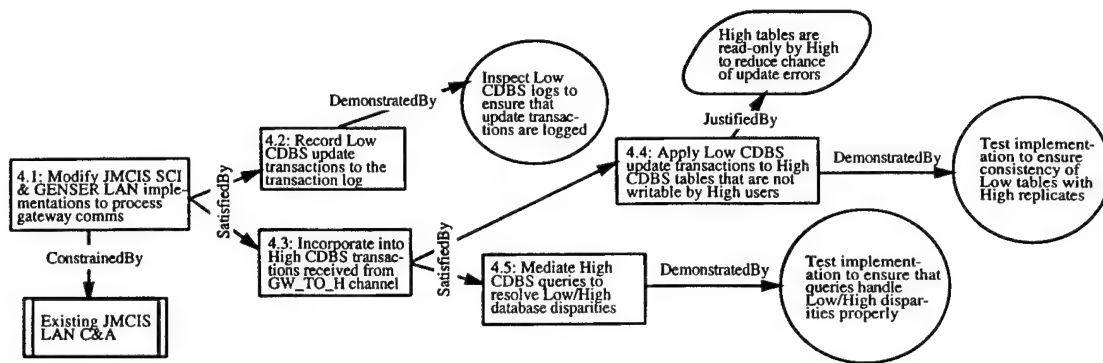 High tables are
read-only by High
to reduce chance
of update errors
Inspect Low
CDBS logs to
ensure that
update transac-
tions are logged
DemonstratedBy
JustifiedBy
4.2: Record Low
CDBS update
transactions to the
transaction log
4.4: Apply Low CDBS
update transactions to High
CDBS tables that are not
writable by High users
DemonstratedBy
Test implement-
ation to ensure
consistency of
Low tables with
High replicates
4.1: Modify JMCIS SCI
& GENSER LAN imple-
mentations to process
gateway comms
SatisfiedBy
ConstrainedBy
4.3: Incorporate into
High CDBS transac-
tions received from
GW_TO_H channel
SatisfiedBy
4.5: Mediate High
CDBS queries to
resolve Low/High
database disparities
DemonstratedBy
Test implement-
ation to ensure that
queries handle
Low/High dispar-
ities properly
Existing JMCIS
LAN C&A